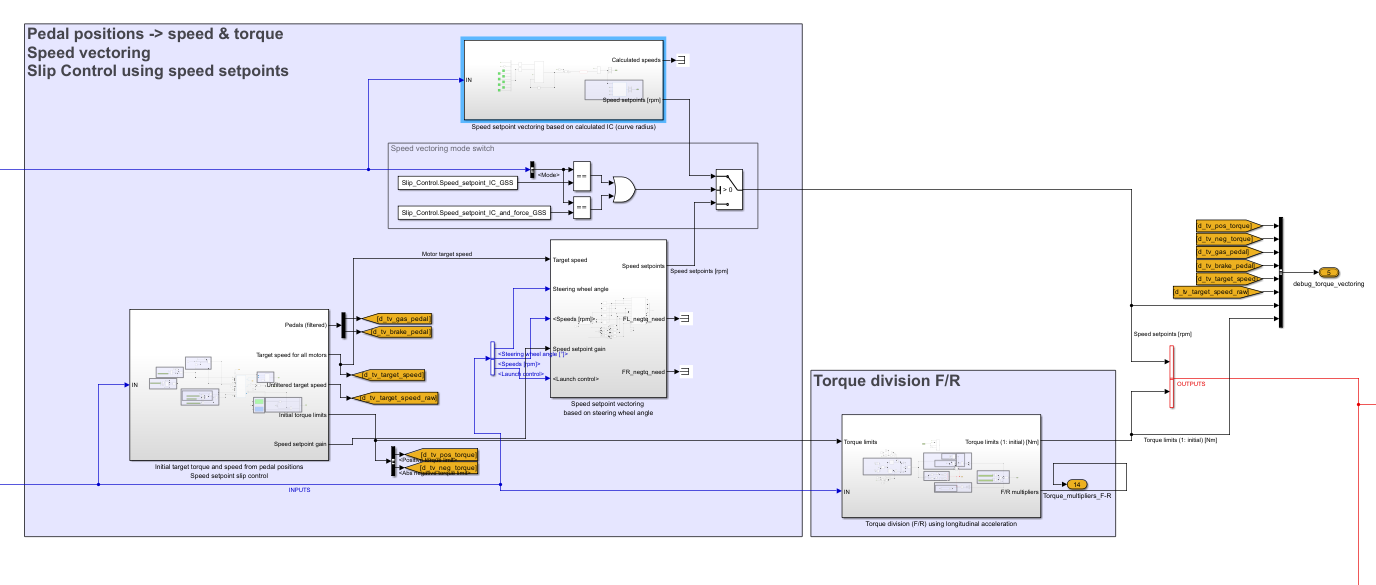 Pedal positions -> speed & torque
Speed vectoring
Slip Control using speed setpoints
IN
Calculated speeds
Speed setpoints [rpm]
Speed setpoint vectoring based on calculated IC (curve radius)
Speed vectoring mode switch
<Mode>
Slip_Control.Speed_setpoint_IC_GSS
==
Slip_Control.Speed_setpoint_IC_and_force_GSS
==
> 0
Motor target speed
Target speed
Steering wheel angle
<Speeds [rpm]>
Speed setpoint gain
<Launch control>
Speed setpoints
FL_negtq_need
FR_negtq_need
Speed setpoints [rpm]
<Steering wheel angle [°]>
<Speeds [rpm]>
<Launch control>
Speed setpoint vectoring
based on steering wheel angle
IN
Pedals (filtered)
Target speed for all motors
Unfiltered target speed
Initial torque limits
Speed setpoint gain
Initial target torque and speed from pedal positions
Speed setpoint slip control
[d_tv_gas_pedal]
[d_tv_brake_pedal]
[d_tv_target_speed]
[d_tv_target_speed_raw]
[d_tv_pos_torque]
[d_tv_neg_torque]
<Abs negative torque limit>
INPUTS
Torque division F/R
Torque limits
IN
Torque limits (1: initial) [Nm]
F/R multipliers
Torque division (F/R) using longitudinal acceleration
[d_tv_pos_torque]
[d_tv_neg_torque]
[d_tv_gas_pedal]
[d_tv_brake_pedal]
[d_tv_target_speed]
[d_tv_target_speed_raw]
5
debug_torque_vectoring
Speed setpoints [rpm]
OUTPUTS
Torque limits (1: initial) [Nm]
14
Torque_multipliers_F-R